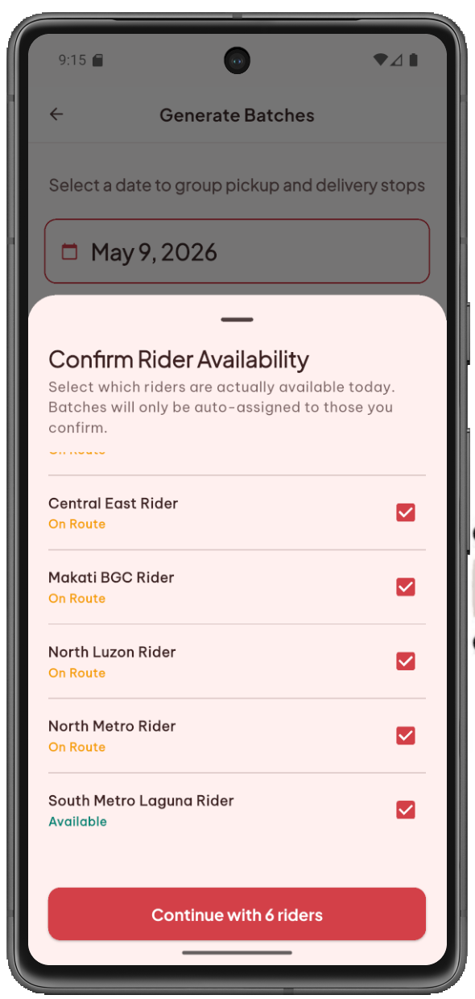 9:15
Generate Batches
Select a date to group pickup and delivery stops
May 9, 2026
Confirm Rider Availability
Select which riders are actually available today.
Batches will only be auto-assigned to those you
confirm.
On Route
Central East Rider
On Route
Makati BGC Rider
On Route
North Luzon Rider
On Route
North Metro Rider
On Route
South Metro Laguna Rider
Available
Continue with 6 riders